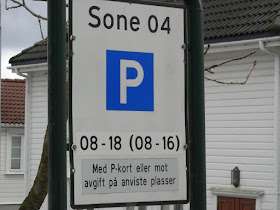 Sone 04
P
08-18 (08-16)
Med P-kort eller mot
avgift på anviste plasser